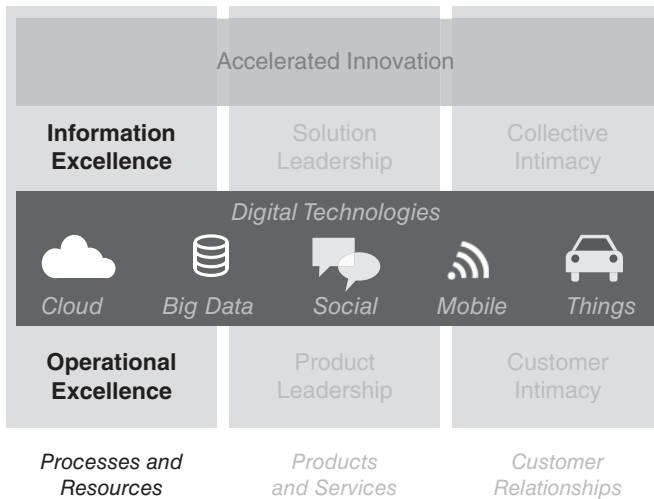 Accelerated Innovation
Information
Excellence
Solution
Leadership
Collective
Intimacy
Digital Technologies
Cloud
Big Data
Social
Mobile
Things
Operational
Excellence
Product
Leadership
Customer
Intimacy
Processes and
Resources
Products
and Services
Customer
Relationships